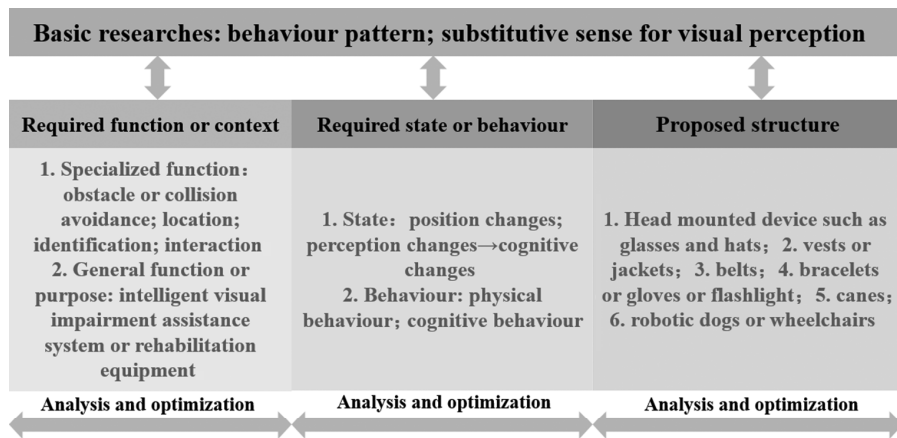 Basic researches: behaviour pattern; substitutive sense for visual perception
Required function or context
1. Specialized function：
obstacle or collision
avoidance; location;
identification; interaction
2. General function or
purpose: intelligent visual
impairment assistance
system or rehabilitation
equipment
Analysis and optimization
Required state or behaviour
1. State： position changes;
perception changes→cognitive
changes
2. Behaviour: physical
behaviour；cognitive behaviour
Analysis and optimization
Proposed structure
1. Head mounted device such as
glasses and hats；2. vests or
jackets；3. belts；4. bracelets
or gloves or flashlight；5. canes；
6. robotic dogs or wheelchairs
Analysis and optimization